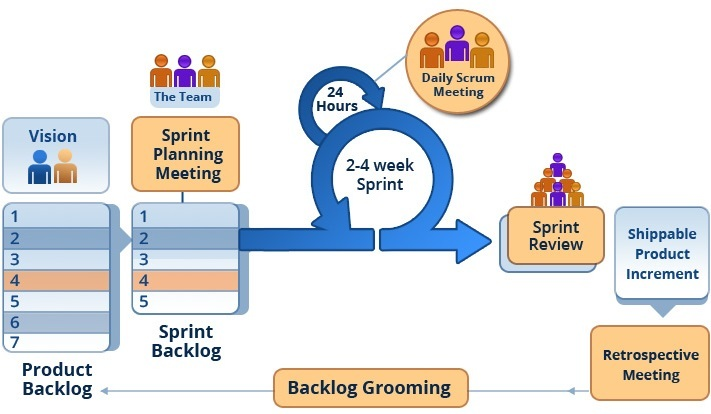 Vision
1
2
3
4
5
6
7
Product
Backlog
The Team
Sprint
Planning
Meeting
1
2
3
4
5
Sprint
Backlog
24
Hours
Daily Scrum
Meeting
2-4 week
Sprint
Sprint
Review
Shippable
Product
Increment
Retrospective
Meeting
Backlog Grooming